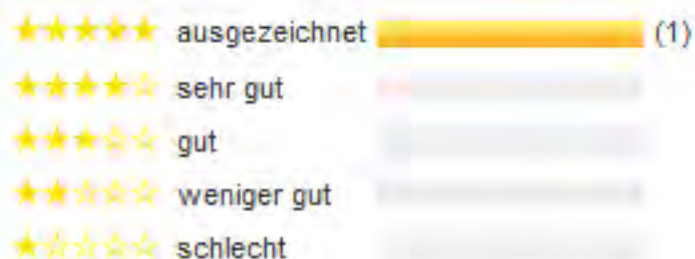 ausgezeichnet (1)
sehr gut
gut
weniger gut
schlecht